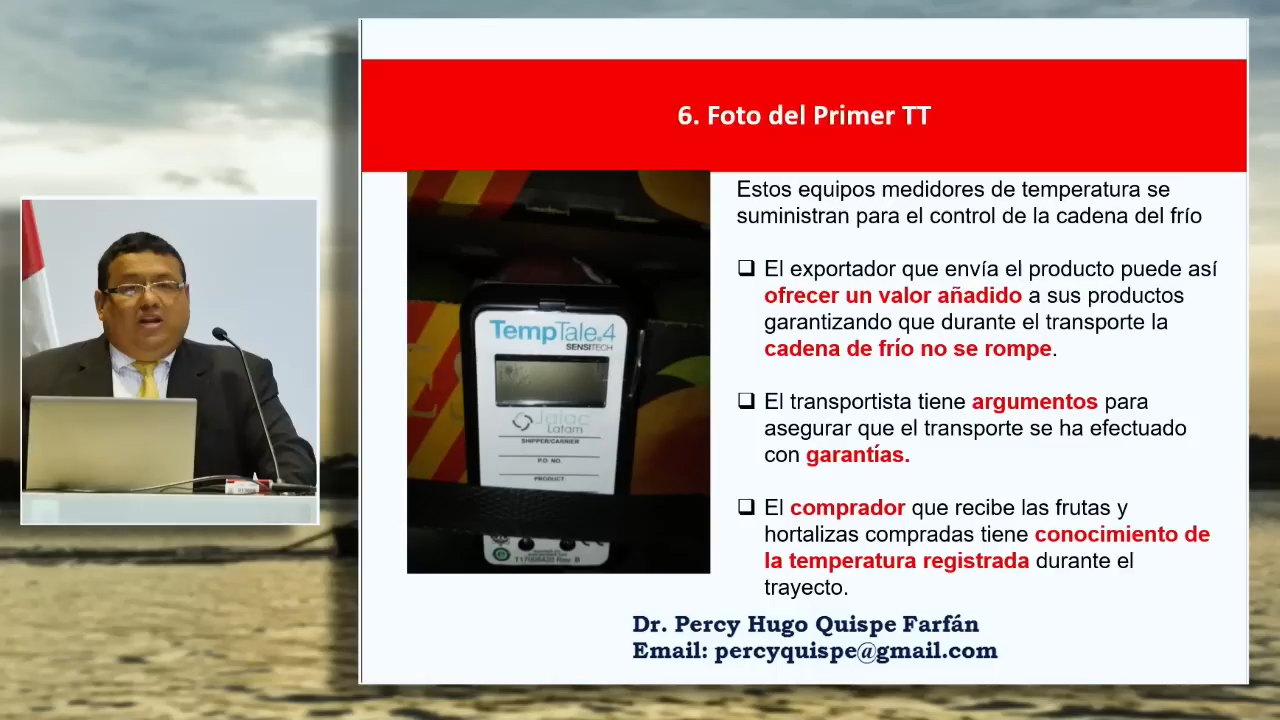 6. Foto del Primer TT
TempTale®4
SENSITECH
Jalac
Latam
SHIPPER/CARRIER
P.O. NO.
PRODUCT
Estos equipos medidores de temperatura se
suministran para el control de la cadena del frío
❑ El exportador que envía el producto puede así
ofrecer un valor añadido a sus productos
garantizando que durante el transporte la
cadena de frío no se rompe.
❑ El transportista tiene argumentos para
asegurar que el transporte se ha efectuado
con garantías.
❑ El comprador que recibe las frutas y
hortalizas compradas tiene conocimiento de
la temperatura registrada durante el
trayecto.
Dr. Percy Hugo Quispe Farfán
Email: percyquispe@gmail.com